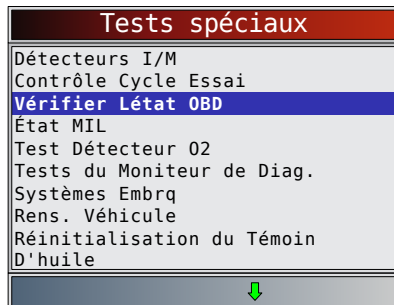 Tests spéciaux
Détecteurs I/M
Contrôle Cycle Essai
Vérifier Létat OBD
État MIL
Test Détecteur O2
Tests du Moniteur de Diag.
Systèmes Embrq
Rens. Véhicule
Réinitialisation du Témoin
D'huile